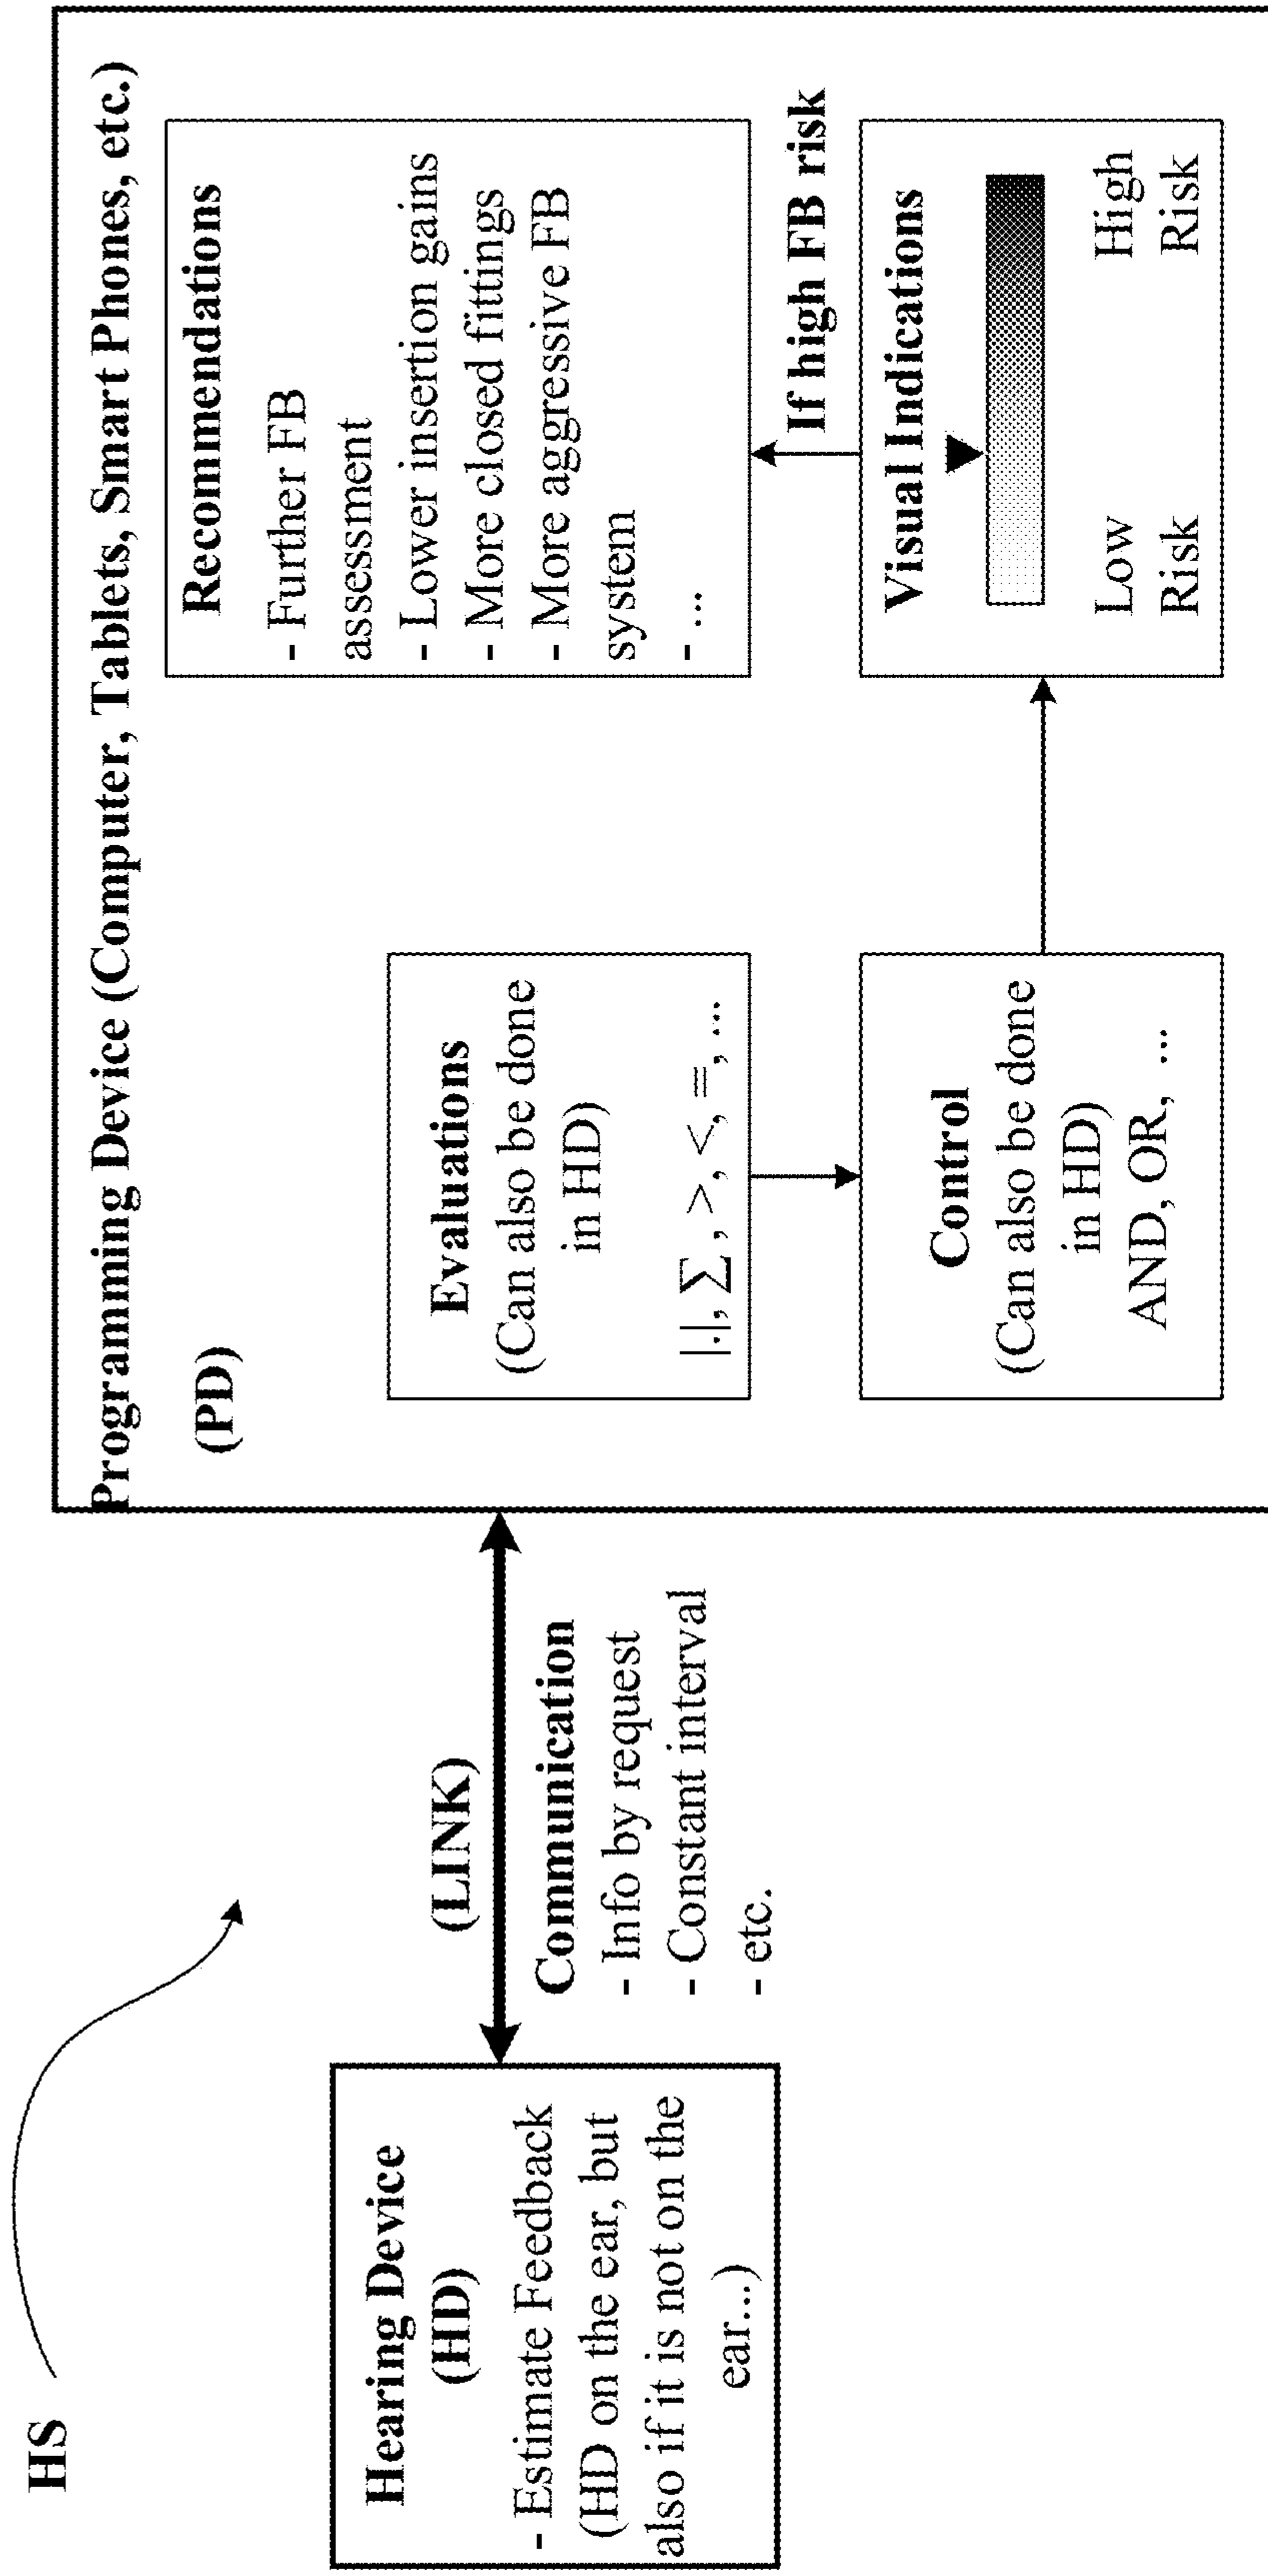 HS
Hearing Device
(HD)
- Estimate Feedback
(HD on the ear, but
also if it is not on the
ear...)
(LINK)
Communication
- Info by request
- Constant interval
- etc.
Programming Device (Computer, Tablets, Smart Phones, etc.)
(PD)
Evaluations
(Can also be done
in HD)
|.|, ∑, >, <, =, ...
Control
(Can also be done
in HD)
AND, OR, ...
Recommendations
- Further FB
assessment
- Lower insertion gains
- More closed fittings
- More aggressive FB
system
- ...
If high FB risk
Visual Indications
Low High
Risk Risk